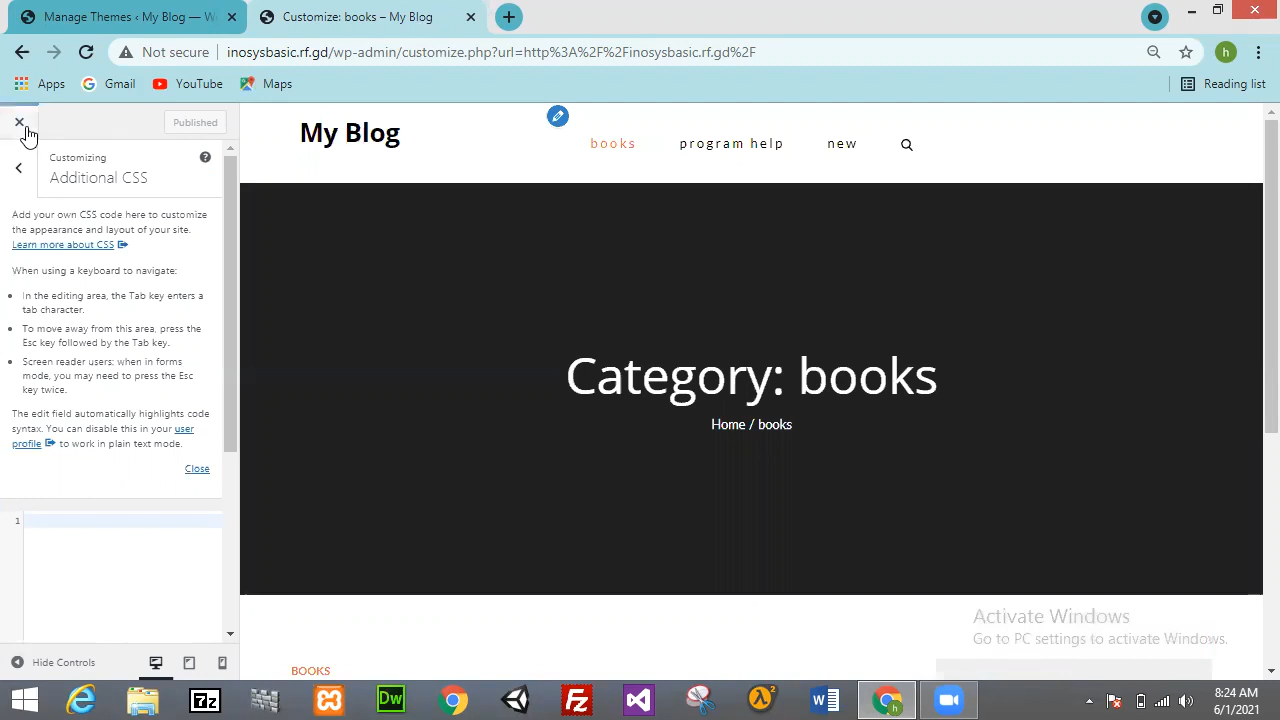 Manage Themes ‹ My Blog — W
Customize: books – My Blog
Not secure
inosysbasic.rf.gd/wp-admin/customize.php?url=http%3A%2F%2Finosysbasic.rf.gd%2F
h
Apps
Gmail
YouTube
Maps
Reading list
Published
Customizing
Additional CSS
Add your own CSS code here to customize
the appearance and layout of your site.
Learn more about CSS
When using a keyboard to navigate:
In the editing area, the Tab key enters a
tab character.
To move away from this area, press the
Esc key followed by the Tab key.
Screen reader users: when in forms
mode, you may need to press the Esc
key twice.
The edit field automatically highlights code
syntax. You can disable this in your user
profile to work in plain text mode.
Close
1
Hide Controls
My Blog
books
program help
new
Category: books
Home / books
BOOKS
Activate Windows
Go to PC settings to activate Windows.
8:24 AM
6/1/2021